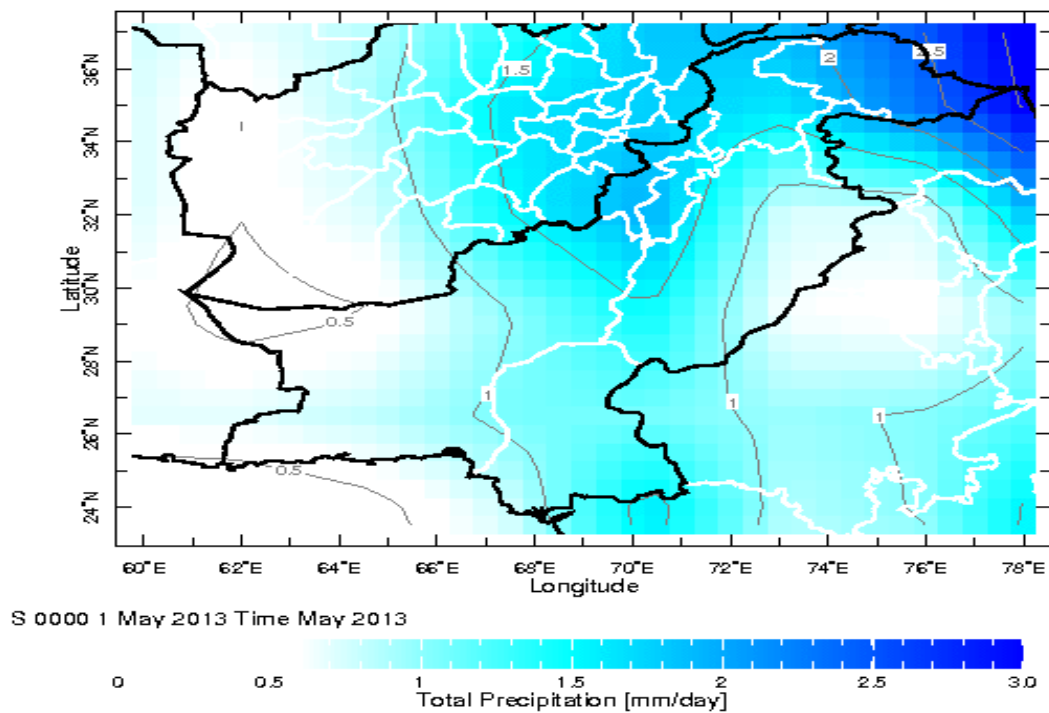 36°N
34°N
32°N
30°N
28°N
26°N
24°N
Latitude
1.5
2
2.5
0.5
1
1
1
0.5
60°E 62°E 64°E 66°E 68°E 70°E 72°E 74°E 76°E 78°E
Longitude
S 0000 1 May 2013 Time May 2013
0 0.5 1 1.5 2 2.5 3.0
Total Precipitation [mm/day]